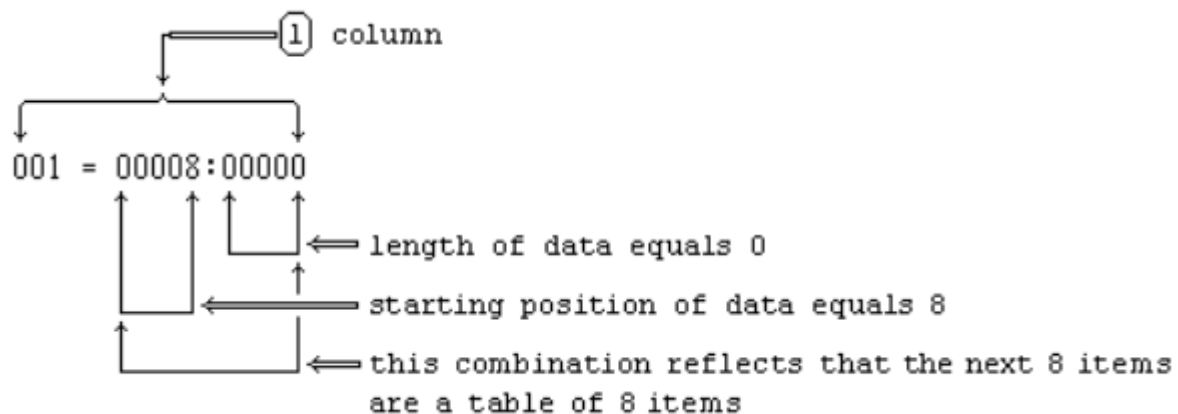 1 column
001 = 00008:00000
length of data equals 0
starting position of data equals 8
this combination reflects that the next 8 items
are a table of 8 items